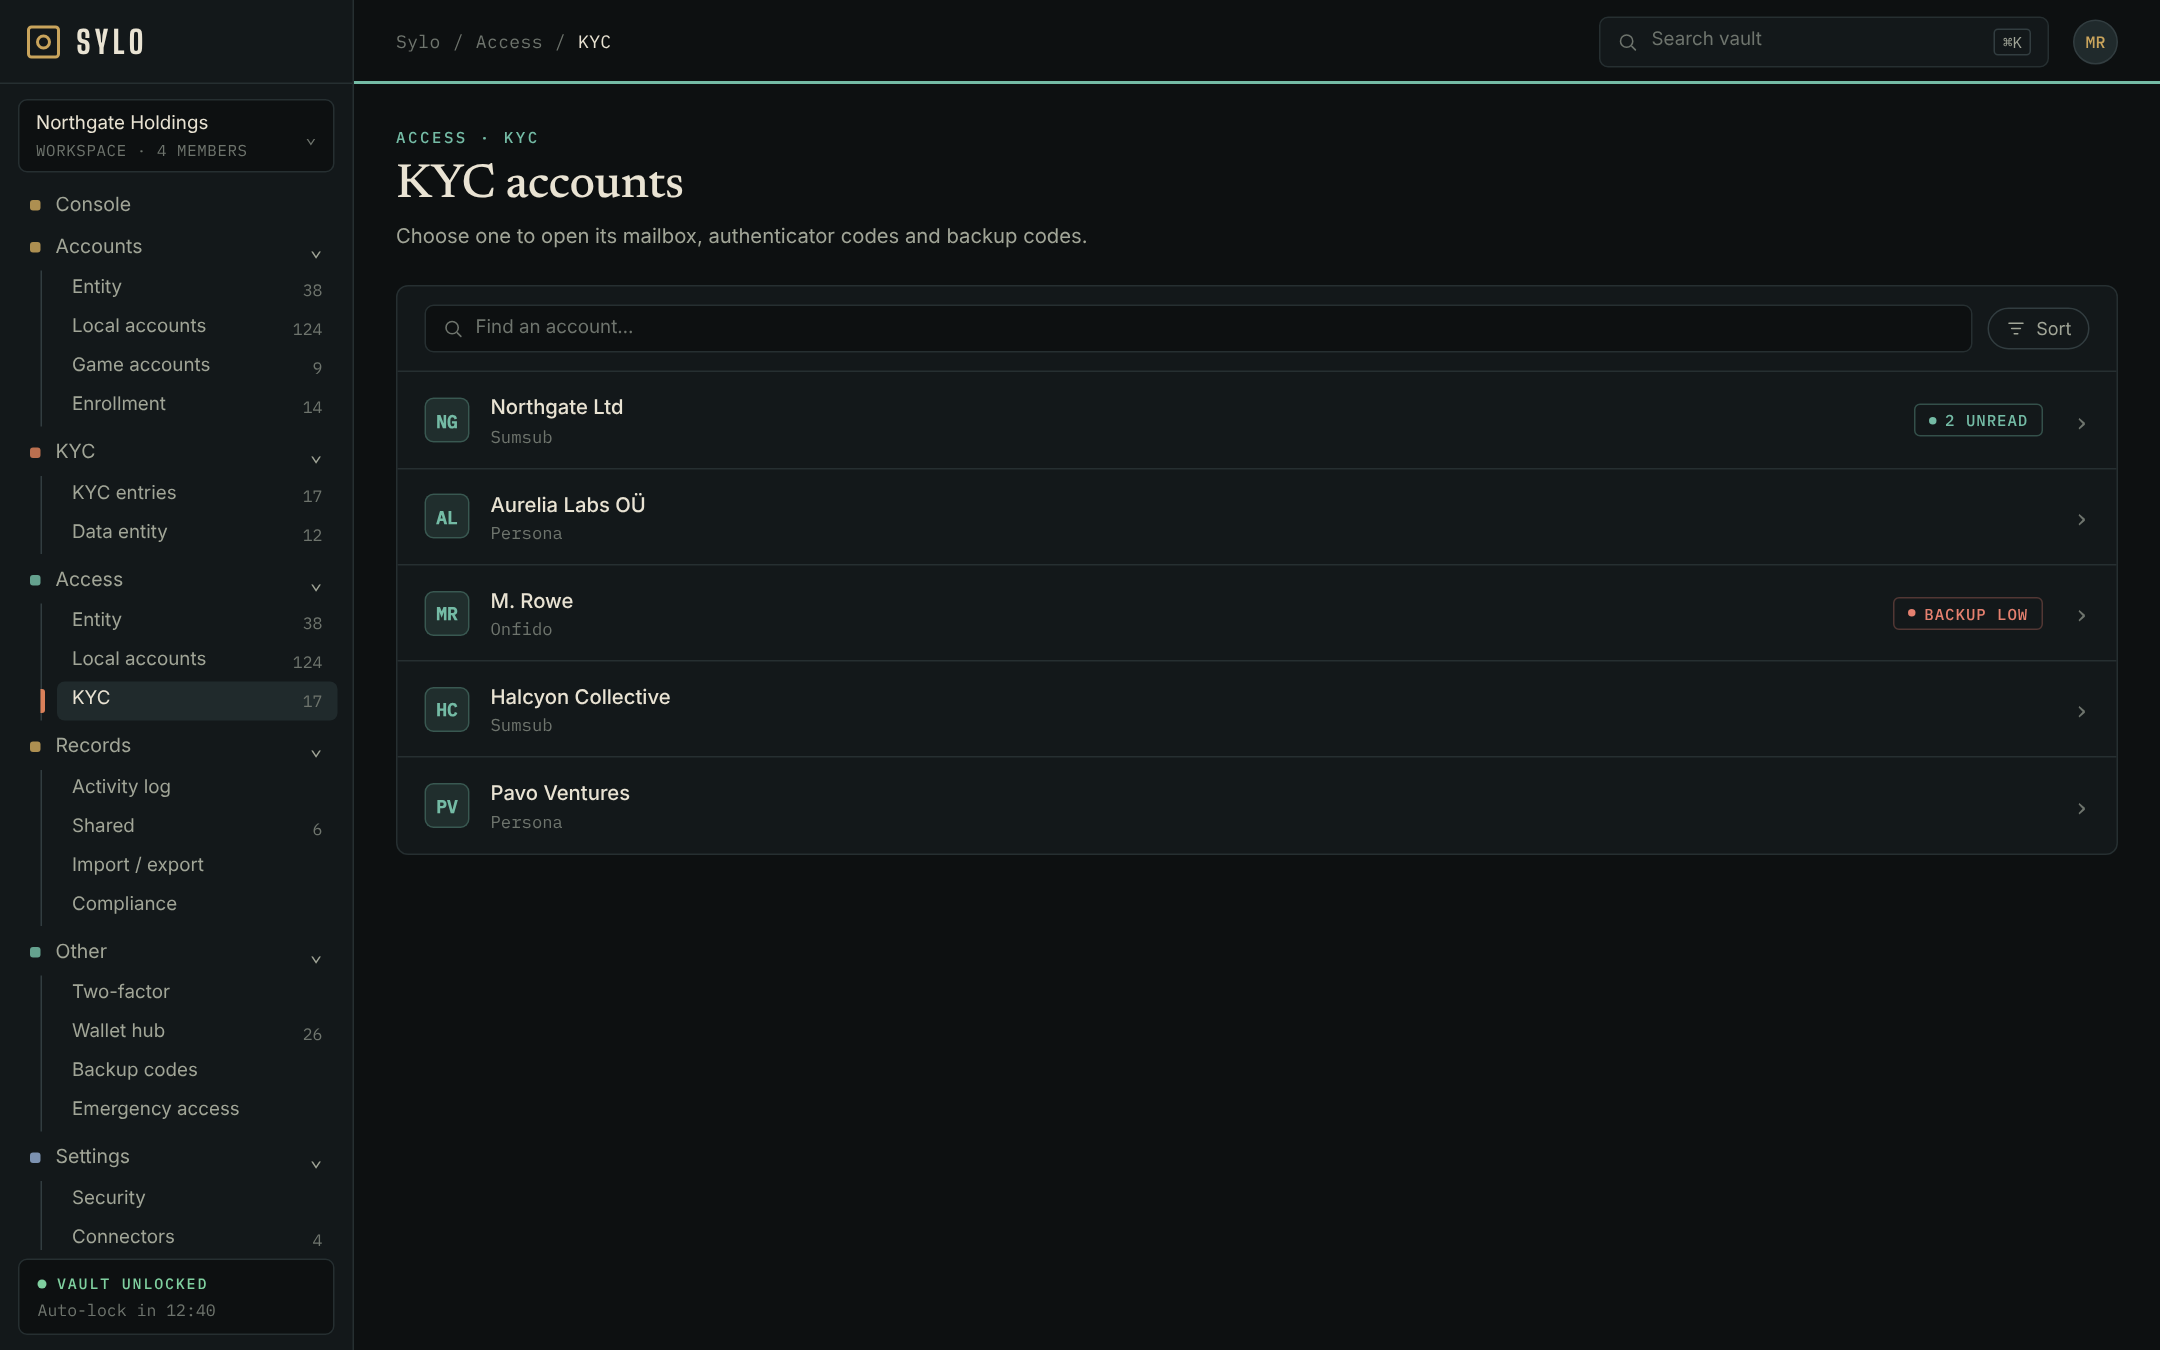 SYLO
Sylo / Access / KYC
Search vault
⌘K
MR
Northgate Holdings
WORKSPACE · 4 MEMBERS
Console
Accounts
Entity 38
Local accounts 124
Game accounts 9
Enrollment 14
KYC
KYC entries 17
Data entity 12
Access
Entity 38
Local accounts 124
KYC 17
Records
Activity log
Shared 6
Import / export
Compliance
Other
Two-factor
Wallet hub 26
Backup codes
Emergency access
Settings
Security
Connectors 4
VAULT UNLOCKED
Auto-lock in 12:40
ACCESS · KYC
KYC accounts
Choose one to open its mailbox, authenticator codes and backup codes.
Find an account...
Sort
NG
Northgate Ltd
Sumsub
2 UNREAD
AL
Aurelia Labs OÜ
Persona
MR
M. Rowe
Onfido
BACKUP LOW
HC
Halcyon Collective
Sumsub
PV
Pavo Ventures
Persona